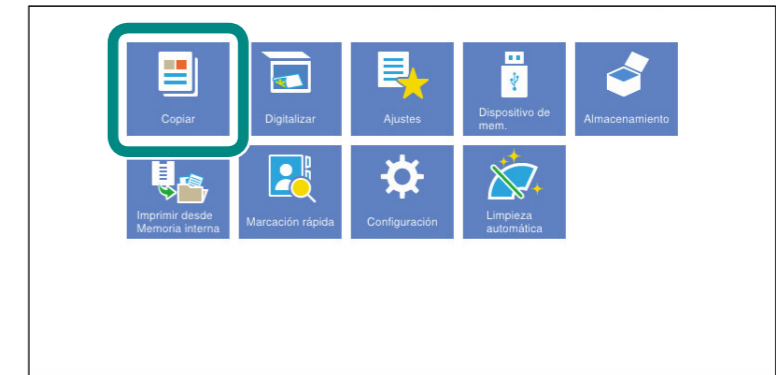 Copiar
Digitalizar
Ajustes
Dispositivo de
mem.
Almacenamiento
Imprimir desde
Memoria interna
Marcación rápida
Configuración
Limpieza
automática